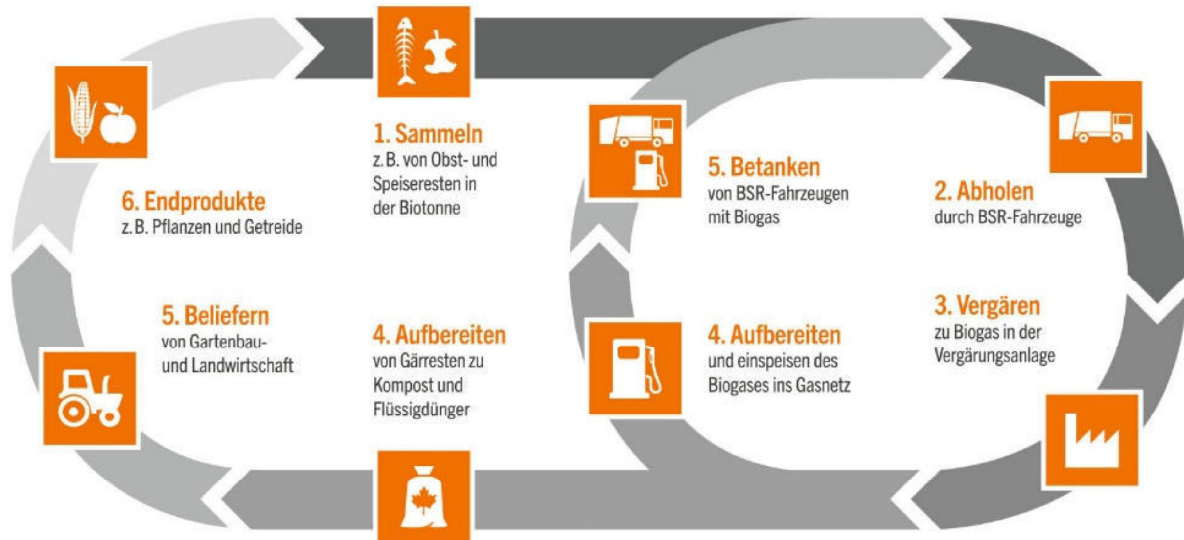 1. Sammeln
z. B. von Obst- und
Speiseresten in
der Biotonne
2. Abholen
durch BSR-Fahrzeuge
3. Vergären
zu Biogas in der
Vergärungsanlage
4. Aufbereiten
und einspeisen des
Biogases ins Gasnetz
5. Betanken
von BSR-Fahrzeugen
mit Biogas
4. Aufbereiten
von Gärresten zu
Kompost und
Flüssigdünger
5. Beliefern
von Gartenbau-
und Landwirtschaft
6. Endprodukte
z. B. Pflanzen und Getreide